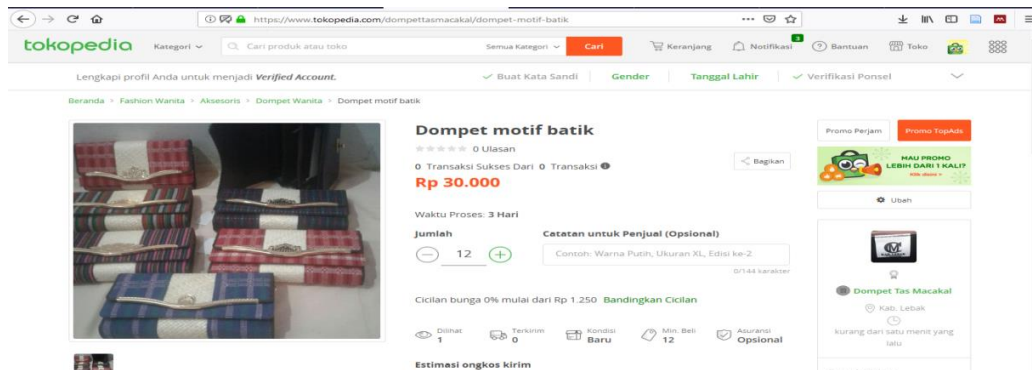 https://www.tokopedia.com/dompettasmacakal/dompet-motif-batik
tokopedia Kategori Cari produk atau toko Semua Kategori Cari Keranjang Notifikasi 3 Bantuan Toko
Lengkapi profil Anda untuk menjadi Verified Account. Buat Kata Sandi Gender Tanggal Lahir Verifikasi Ponsel
Beranda > Fashion Wanita > Aksesoris > Dompet Wanita > Dompet motif batik
Dompet motif batik
0 Ulasan
0 Transaksi Sukses Dari 0 Transaksi
Bagikan
Rp 30.000
Waktu Proses: 3 Hari
Jumlah Catatan untuk Penjual (Opsional)
12 Contoh: Warna Putih, Ukuran XL, Edisi ke-2
0/144 karakter
Cicilan bunga 0% mulai dari Rp 1.250 Bandingkan Cicilan
Dilihat Terkirim Kondisi Min. Beli Asuransi
1 0 Baru 12 Opsional
Estimasi ongkos kirim
Promo Perjam Promo TopAds
MAU PROMO
LEBIH DARI 1 KALI?
Klik disini >
Ubah
Dompet Tas Macakal
Kab. Lebak
kurang dari satu menit yang
lalu